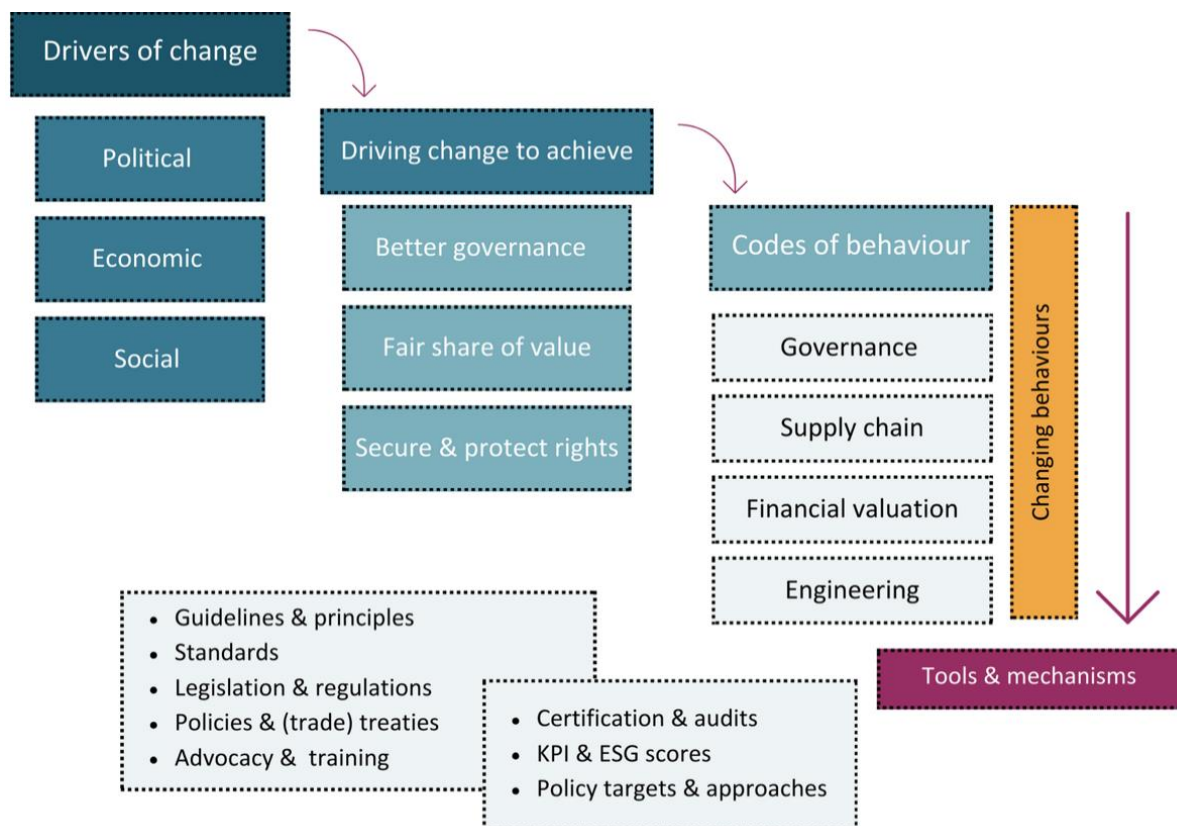 Drivers of change
Political
Economic
Social
Driving change to achieve
Better governance
Fair share of value
Secure & protect rights
Codes of behaviour
Governance
Supply chain
Financial valuation
Engineering
Changing behaviours
Tools & mechanisms
• Guidelines & principles
• Standards
• Legislation & regulations
• Policies & (trade) treaties
• Advocacy & training
• Certification & audits
• KPI & ESG scores
• Policy targets & approaches